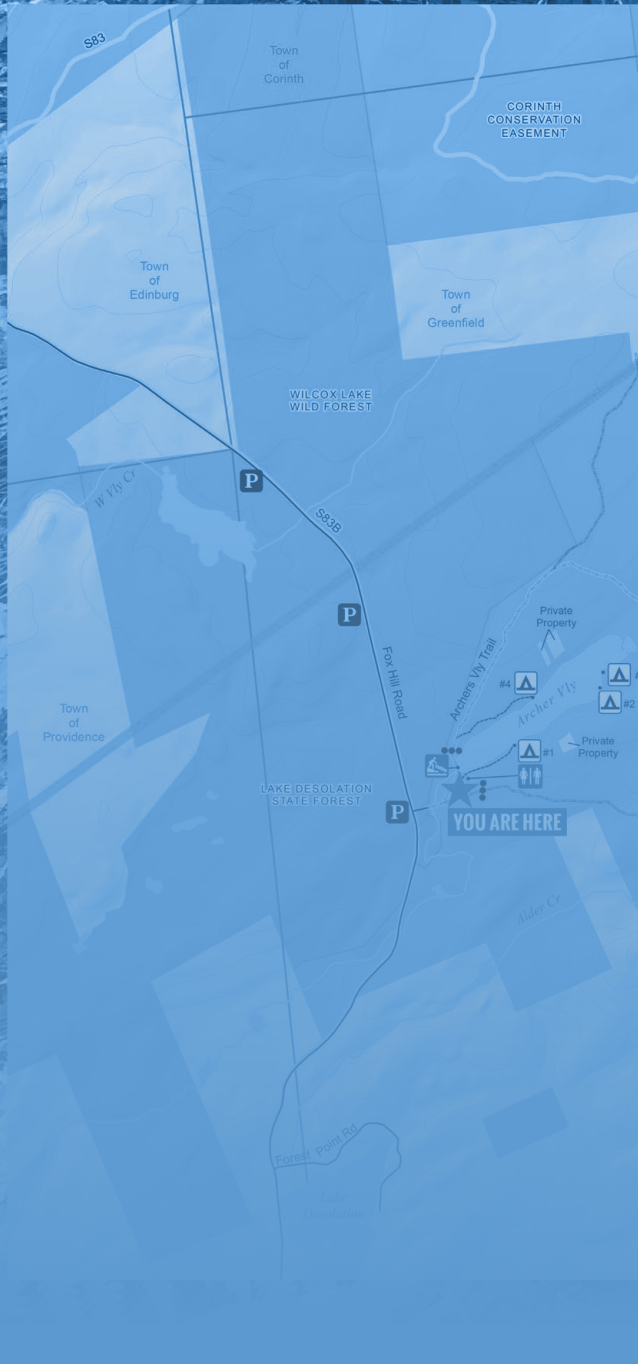 S83
Town
of
Corinth
CORINTH
CONSERVATION
EASEMENT
Town
of
Edinburg
Town
of
Greenfield
WILCOX LAKE
WILD FOREST
W Vly Cr
P
S83B
P
Private
Property
Fox Hill Road
Archers Vly Trail
#4
Archer Vly
#2
Town
of
Providence
#1
Private
Property
LAKE DESOLATION
STATE FOREST
P
YOU ARE HERE
Alder Cr
Forest Point Rd
Lake
Desolation